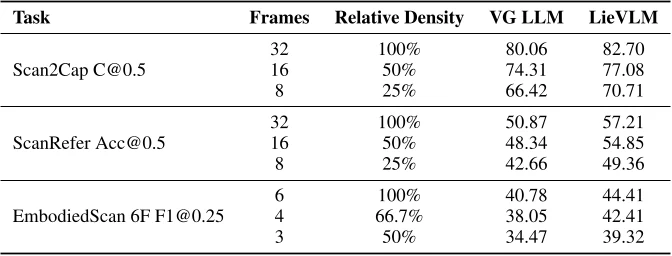 Task Frames Relative Density VG LLM LieVLM
32 100% 80.06 82.70
Scan2Cap C@0.5 16 50% 74.31 77.08
8 25% 66.42 70.71
32 100% 50.87 57.21
ScanRefer Acc@0.5 16 50% 48.34 54.85
8 25% 42.66 49.36
6 100% 40.78 44.41
EmbodiedScan 6F F1@0.25 4 66.7% 38.05 42.41
3 50% 34.47 39.32